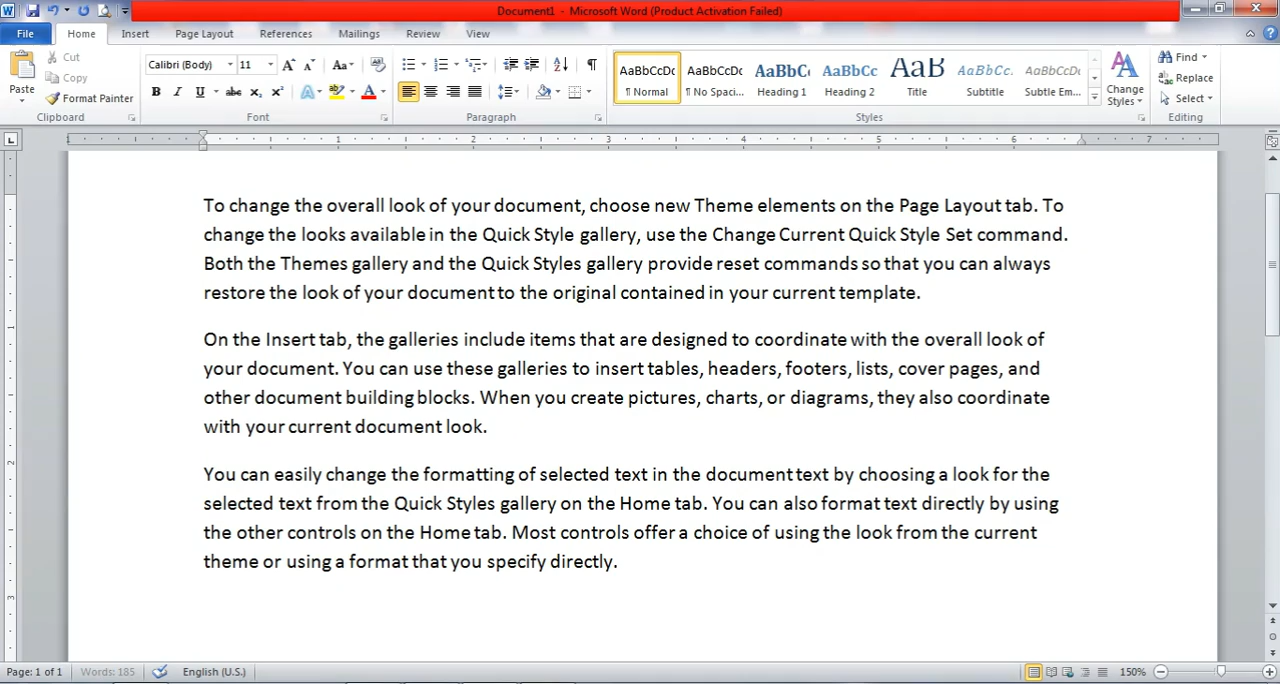 Document1 - Microsoft Word (Product Activation Failed)
File Home Insert Page Layout References Mailings Review View
Paste
Cut
Copy
Format Painter
Clipboard
Calibri (Body) 11
Font
Paragraph
AaBbCcDc AaBbCcDc AaBbC AaBbCc AaB AaBbCc. AaBbCcDc
¶ Normal ¶ No Spaci... Heading 1 Heading 2 Title Subtitle Subtle Em...
Change
Styles
Styles
Find
Replace
Select
Editing
1 2 3 4 5 6 7
To change the overall look of your document, choose new Theme elements on the Page Layout tab. To
change the looks available in the Quick Style gallery, use the Change Current Quick Style Set command.
Both the Themes gallery and the Quick Styles gallery provide reset commands so that you can always
restore the look of your document to the original contained in your current template.
On the Insert tab, the galleries include items that are designed to coordinate with the overall look of
your document. You can use these galleries to insert tables, headers, footers, lists, cover pages, and
other document building blocks. When you create pictures, charts, or diagrams, they also coordinate
with your current document look.
You can easily change the formatting of selected text in the document text by choosing a look for the
selected text from the Quick Styles gallery on the Home tab. You can also format text directly by using
the other controls on the Home tab. Most controls offer a choice of using the look from the current
theme or using a format that you specify directly.
Page: 1 of 1 Words: 185 English (U.S.) 150%